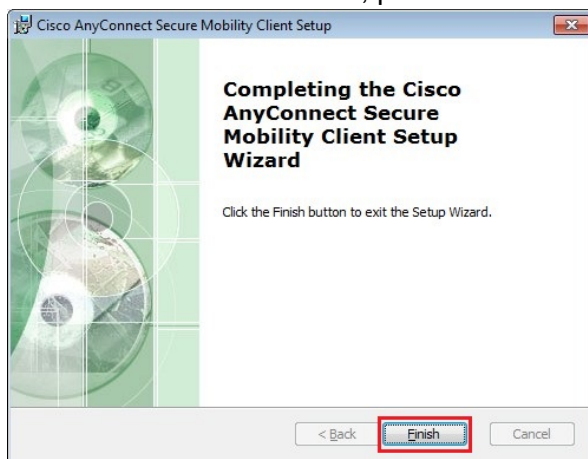 Cisco AnyConnect Secure Mobility Client Setup
Completing the Cisco
AnyConnect Secure
Mobility Client Setup
Wizard
Click the Finish button to exit the Setup Wizard.
< Back Finish Cancel